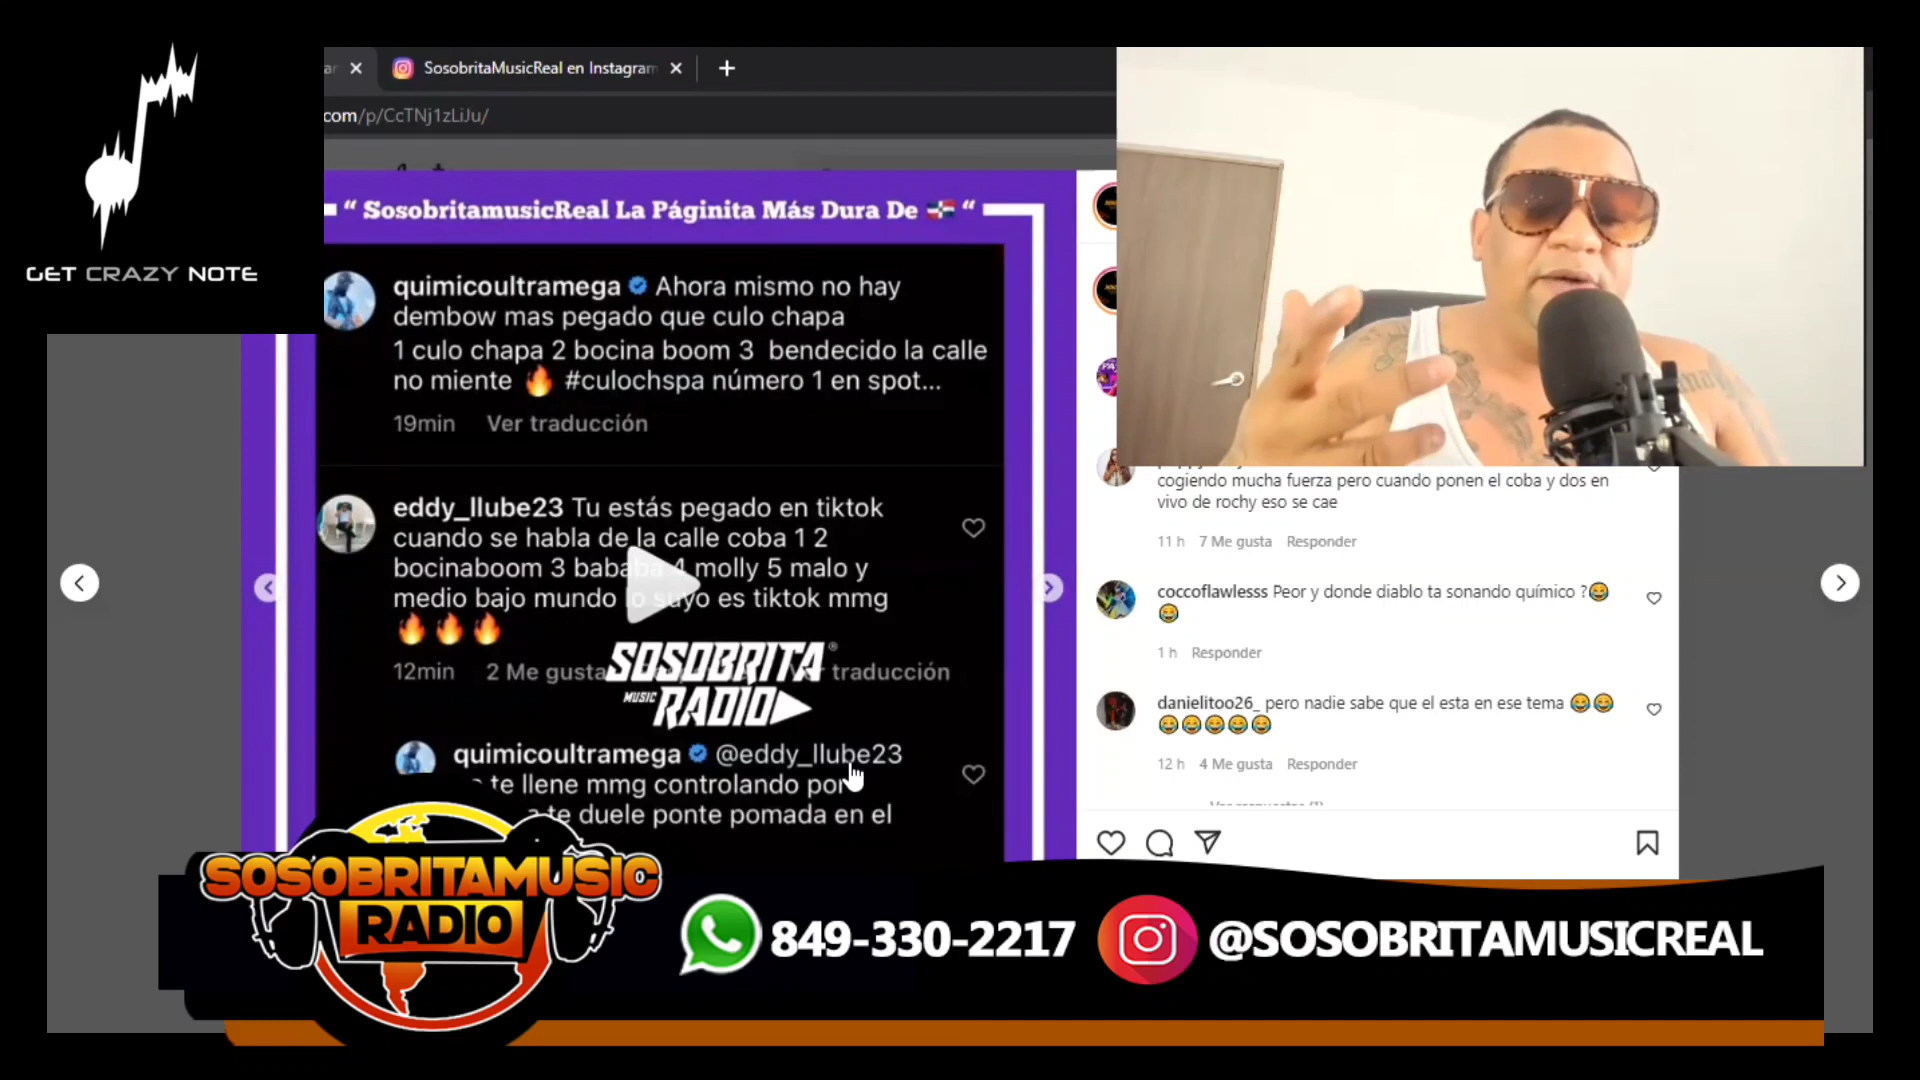 SosobritaMusicReal en Instagram
com/p/CcTNj1zLiJu/
GET CRAZY NOTE
“ SosobritamusicReal La Páginita Más Dura De 🇩🇴 “
quimicoultramega Ahora mismo no hay
dembow mas pegado que culo chapa
1 culo chapa 2 bocina boom 3 bendecido la calle
no miente 🔥 #culochspa número 1 en spot...
19min Ver traducción
eddy_llube23 Tu estás pegado en tiktok
cuando se habla de la calle coba 1 2
bocinaboom 3 bababa 4 molly 5 malo y
medio bajo mundo lo suyo es tiktok mmg
🔥🔥🔥
12min 2 Me gusta traducción
SOSOBRITA
MUSIC RADIO
quimicoultramega @eddy_llube23
te llene mmg controlando por
te duele ponte pomada en el
cogiendo mucha fuerza pero cuando ponen el coba y dos en
vivo de rochy eso se cae
11 h 7 Me gusta Responder
coccoflawlesss Peor y donde diablo ta sonando químico ?😂
😂
1 h Responder
danielitoo26_ pero nadie sabe que el esta en ese tema 😂😂
😂😂😂😂😂
12 h 4 Me gusta Responder
SOSOBRITAMUSIC
RADIO
849-330-2217
@SOSOBRITAMUSICREAL